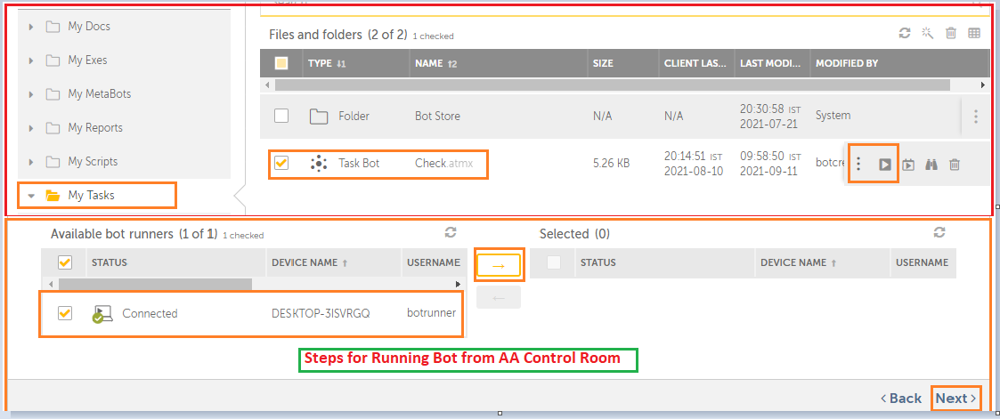 My Docs
My Exes
My MetaBots
My Reports
My Scripts
My Tasks
Files and folders (2 of 2) 1 checked
TYPE ↓1 NAME ↑2 SIZE CLIENT LAS... LAST MODI... MODIFIED BY
Folder Bot Store N/A N/A 20:30:58 IST 2021-07-21 System
Task Bot Check.atmx 5.26 KB 20:14:51 IST 2021-08-10 09:58:50 IST 2021-09-11 botcre
Available bot runners (1 of 1) 1 checked
STATUS DEVICE NAME ↑ USERNAME
Connected DESKTOP-3ISVRGQ botrunner
→
←
Selected (0)
STATUS DEVICE NAME ↑ USERNAME
Steps for Running Bot from AA Control Room
< Back Next >